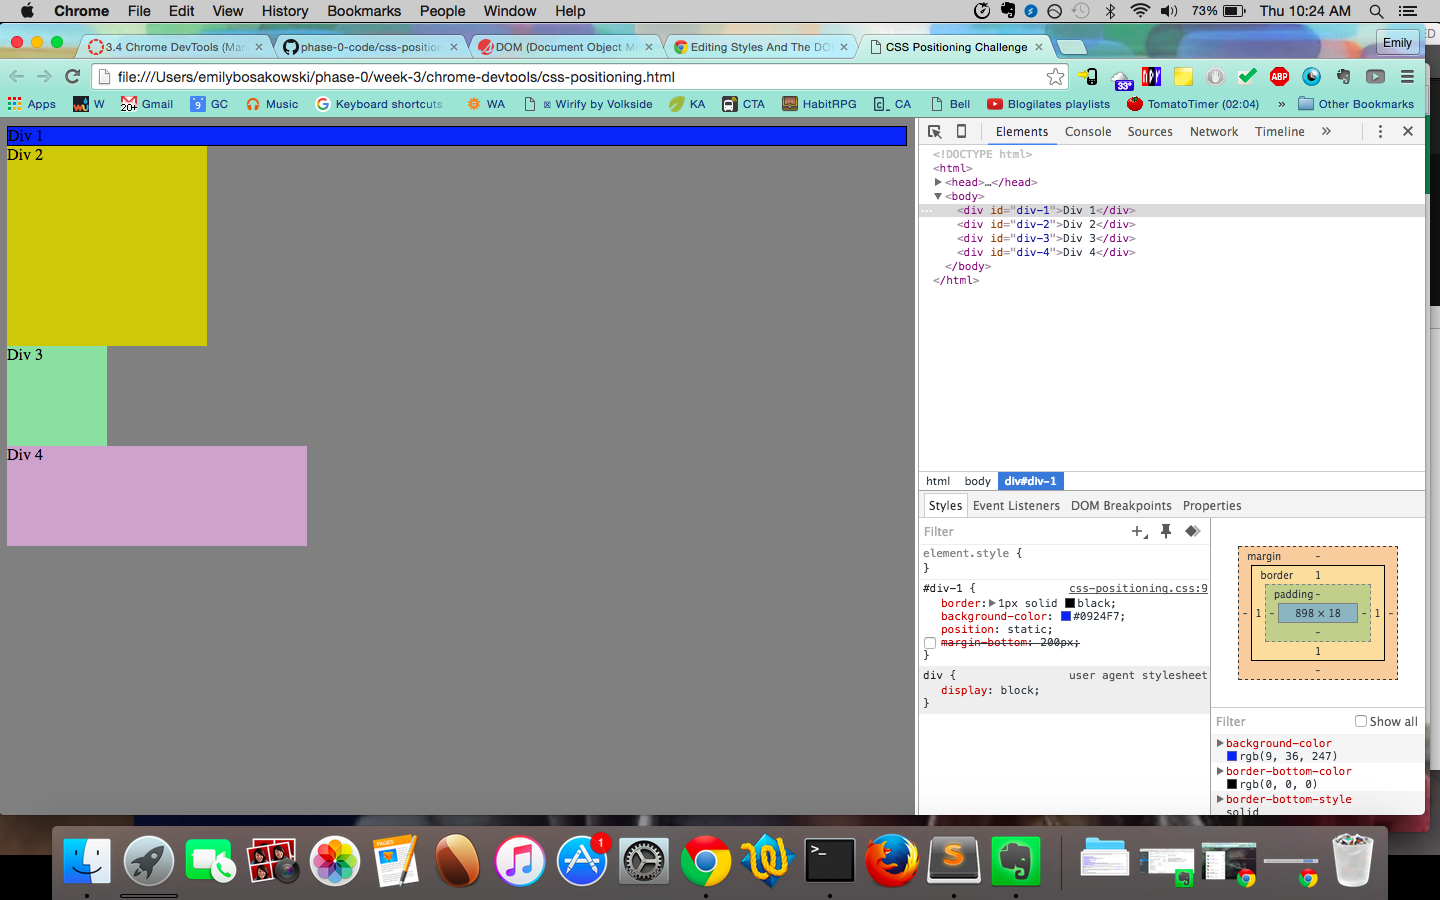 Chrome File Edit View History Bookmarks People Window Help 73% Thu 10:24 AM
3.4 Chrome DevTools (Mar × phase-0-code/css-position × DOM (Document Object M × Editing Styles And The DO × CSS Positioning Challenge × Emily
file:///Users/emilybosakowski/phase-0/week-3/chrome-devtools/css-positioning.html 33° ABP
Apps W 20+ Gmail 9 GC Music Keyboard shortcuts WA Wirify by Volkside KA CTA HabitRPG CA Bell Blogilates playlists TomatoTimer (02:04) » Other Bookmarks
Div 1
Div 2
Div 3
Div 4
Elements Console Sources Network Timeline »
<!DOCTYPE html>
<html>
<head>…</head>
<body>
<div id="div-1">Div 1</div>
<div id="div-2">Div 2</div>
<div id="div-3">Div 3</div>
<div id="div-4">Div 4</div>
</body>
</html>
html body div#div-1
Styles Event Listeners DOM Breakpoints Properties
Filter
element.style {
}
#div-1 { css-positioning.css:9
border: 1px solid black;
background-color: #0924F7;
position: static;
margin-bottom: 200px;
}
div { user agent stylesheet
display: block;
}
margin -
border 1
padding -
- 1 - 898 × 18 - 1 -
-
1
-
Filter Show all
background-color
rgb(9, 36, 247)
border-bottom-color
rgb(0, 0, 0)
border-bottom-style
solid
PAGES 1 >_